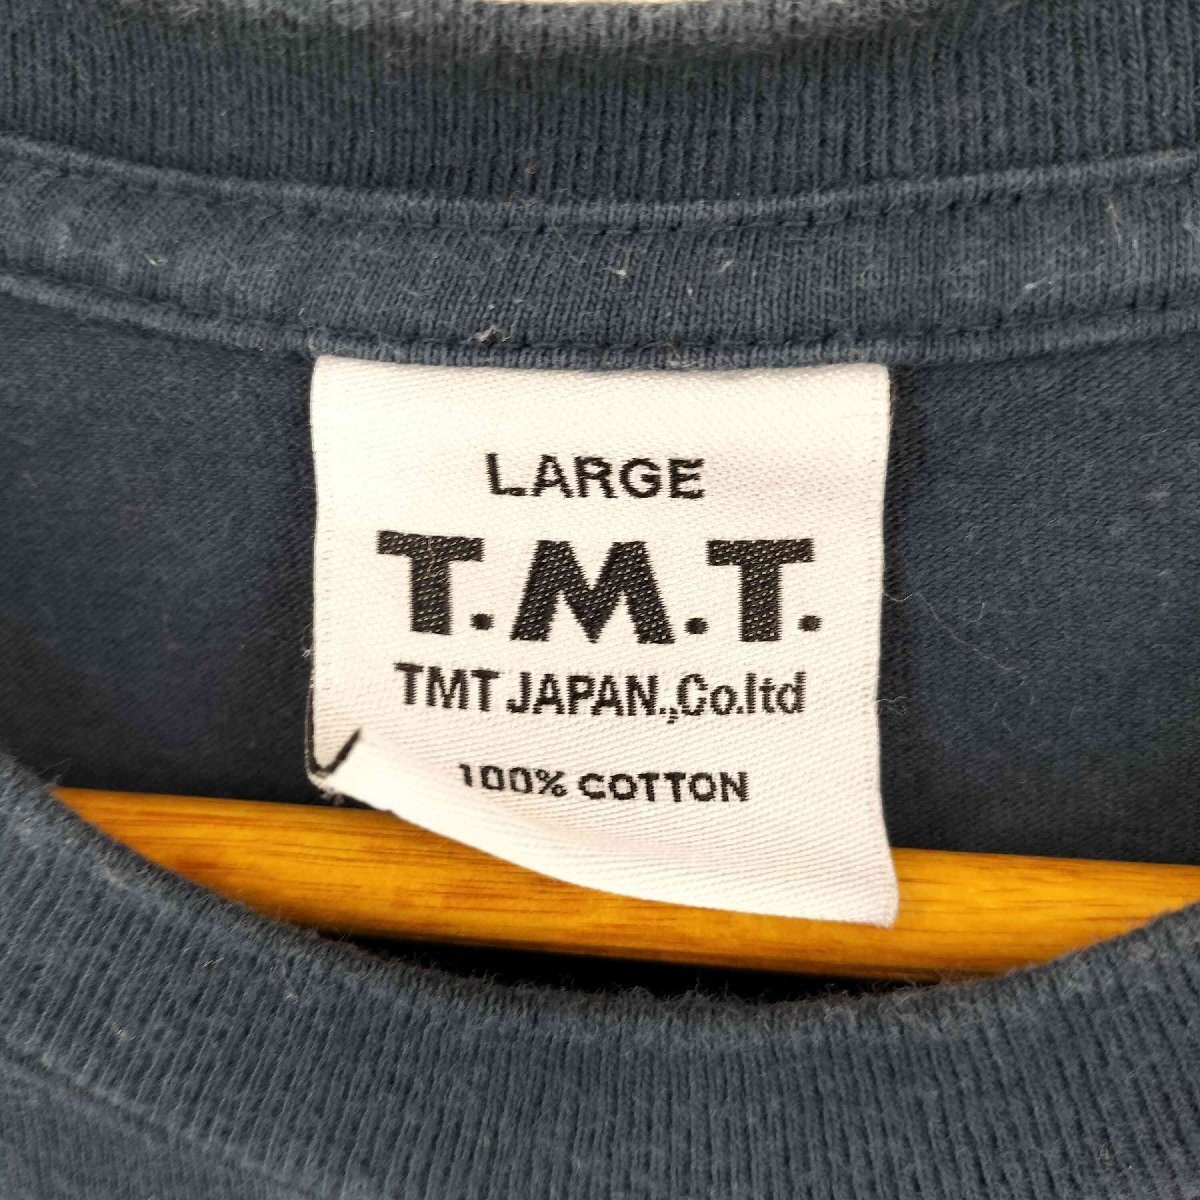 LARGE
T.M.T.
TMT JAPAN.,Co.ltd
100% COTTON